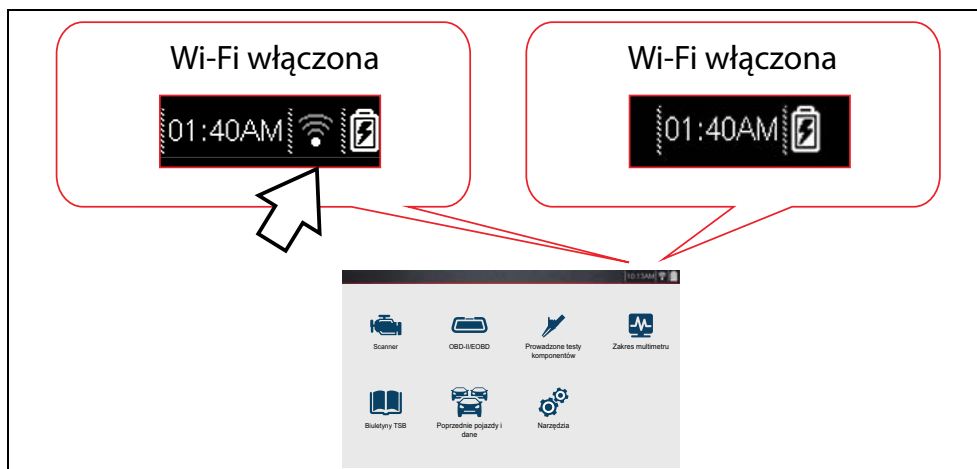 Wi-Fi włączona
01:40AM
Wi-Fi włączona
01:40AM
10:13AM
Scanner
OBD-II/EOBD
Prowadzone testy
komponentów
Zakres multimetru
Biuletyny TSB
Poprzednie pojazdy i
dane
Narzędzia